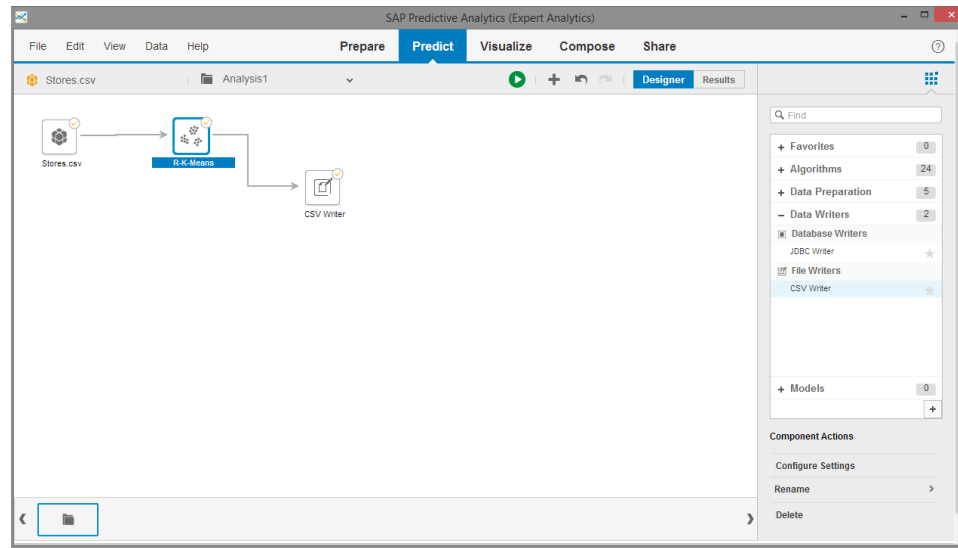 SAP Predictive Analytics (Expert Analytics)
File Edit View Data Help Prepare Predict Visualize Compose Share
Stores.csv Analysis1 Designer Results
Find
+ Favorites 0
+ Algorithms 24
+ Data Preparation 5
– Data Writers 2
Database Writers
JDBC Writer
File Writers
CSV Writer
+ Models 0
+
Component Actions
Configure Settings
Rename
Delete
Stores.csv
R-K-Means
CSV Writer